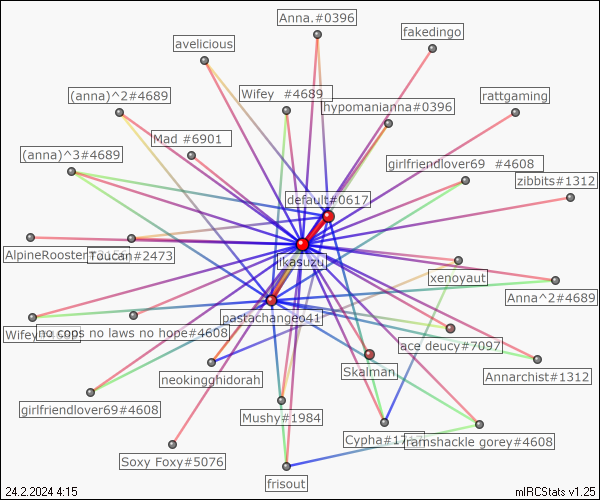 Anna.#0396
fakedingo
avelicious
(anna)^2#4689
Wifey #4689
hypomanianna#0396
rattgaming
Mad #6901
(anna)^3#4689
girlfriendlover69 #4608
zibbits#1312
default#0617
AlpineRooster
Toucan#2473
ikasuzu
xenoyaut
Anna^2#4689
pastachangeo41
Wifey
no cops no laws no hope#4608
ace deucy#7097
Skalman
neokingghidorah
Annarchist#1312
girlfriendlover69#4608
Mushy#1984
Cypha
ramshackle gorey#4608
Soxy Foxy#5076
frisout
24.2.2024 4:15
mIRCStats v1.25